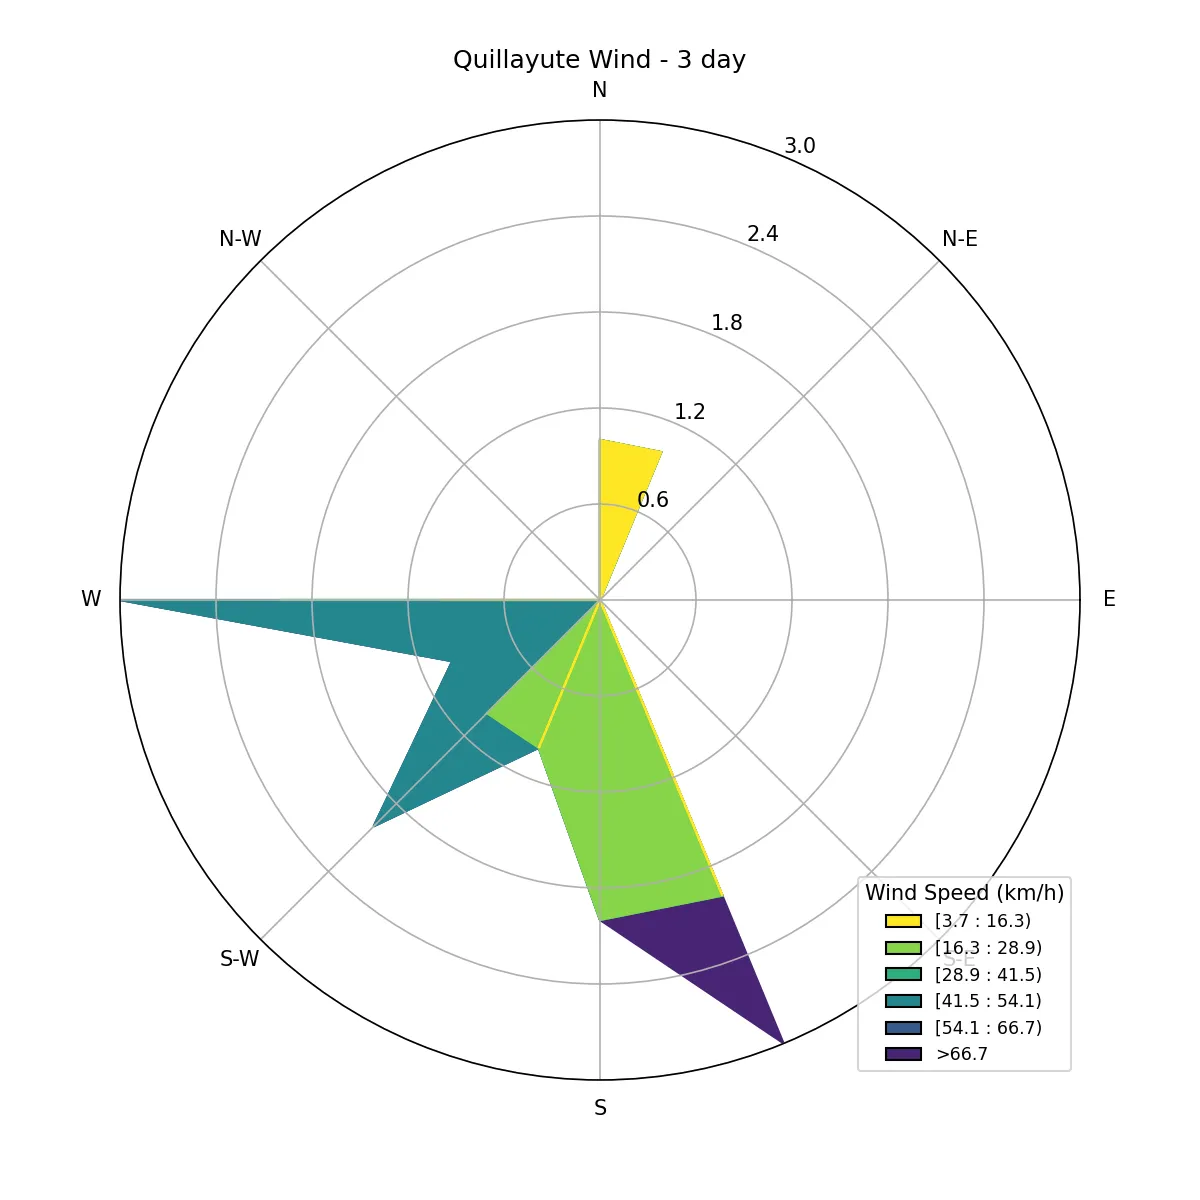 Quillayute Wind - 3 day
N
3.0
N-W
2.4
N-E
1.8
1.2
0.6
W
E
Wind Speed (km/h)
[3.7 : 16.3)
[16.3 : 28.9)
S-W
S-E
[28.9 : 41.5)
[41.5 : 54.1)
[54.1 : 66.7)
>66.7
S